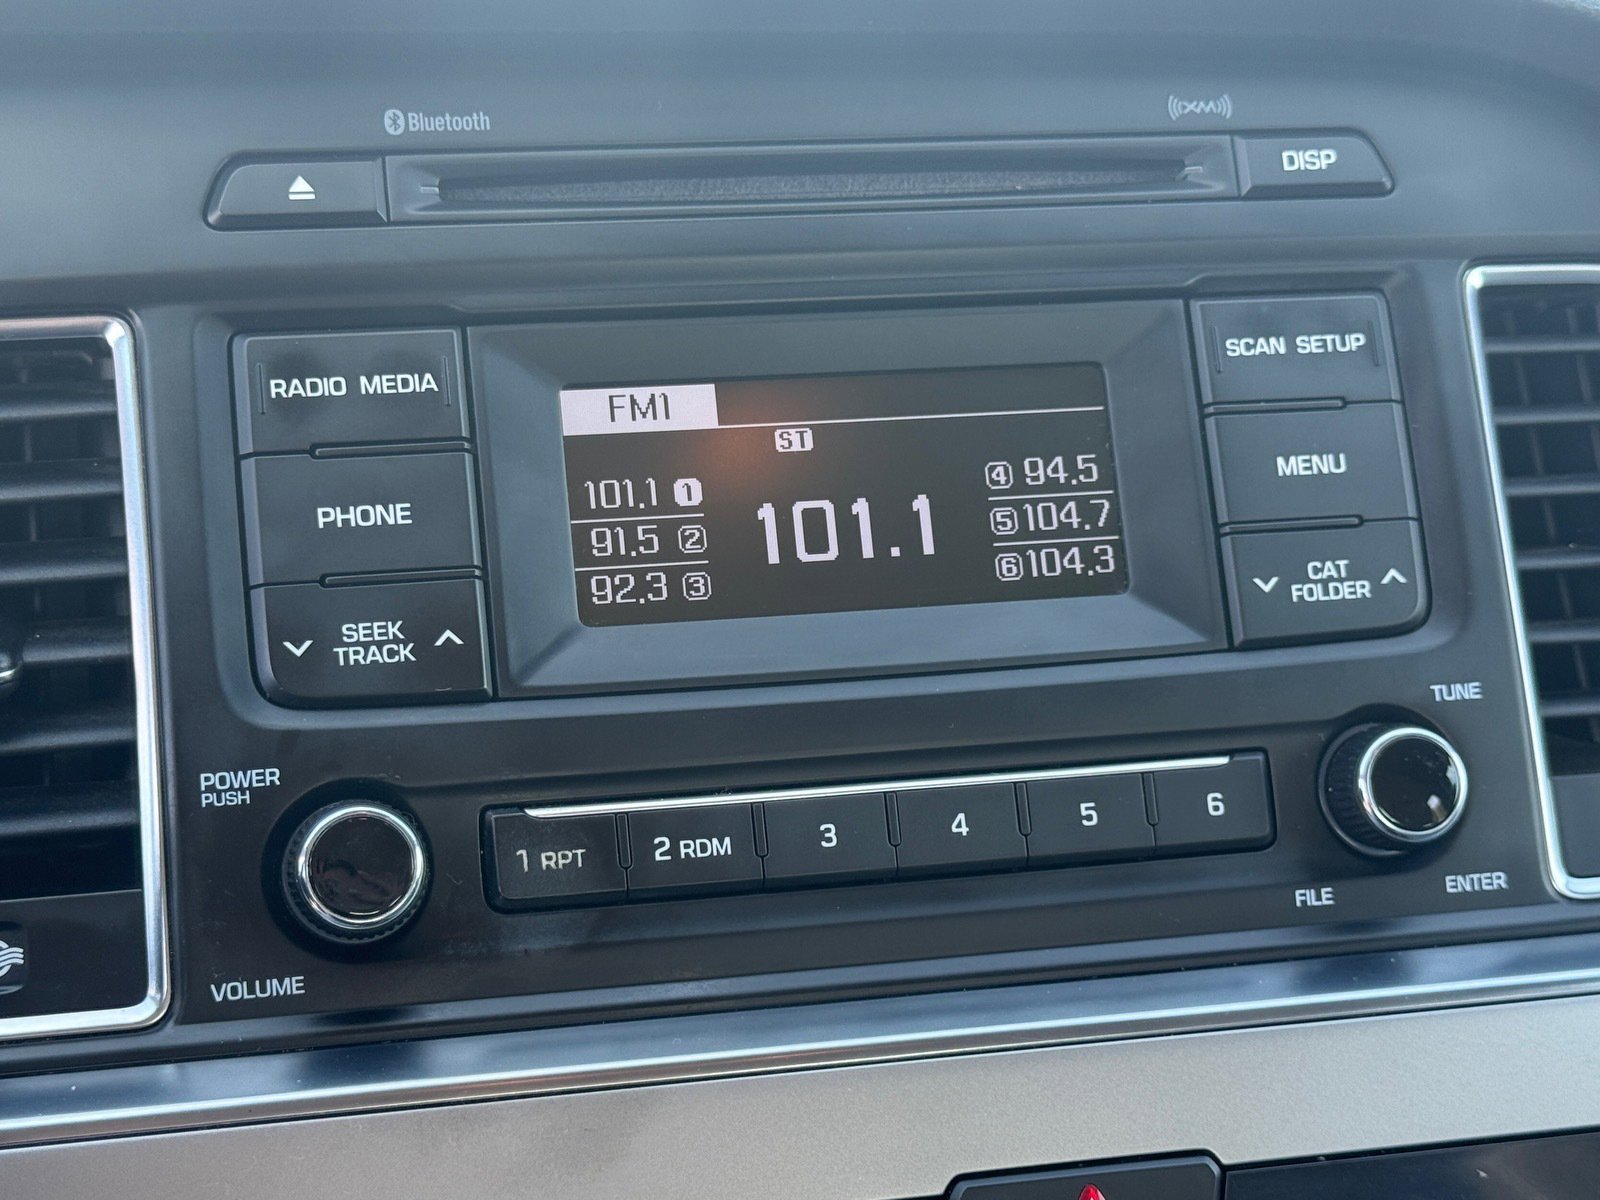 Bluetooth
((XM))
DISP
RADIO MEDIA
PHONE
SEEK
TRACK
FM1
ST
101.1 1
91.5 2
92.3 3
101.1
4 94.5
5 104.7
6 104.3
SCAN SETUP
MENU
CAT
FOLDER
POWER
PUSH
VOLUME
1 RPT
2 RDM
3
4
5
6
TUNE
FILE
ENTER